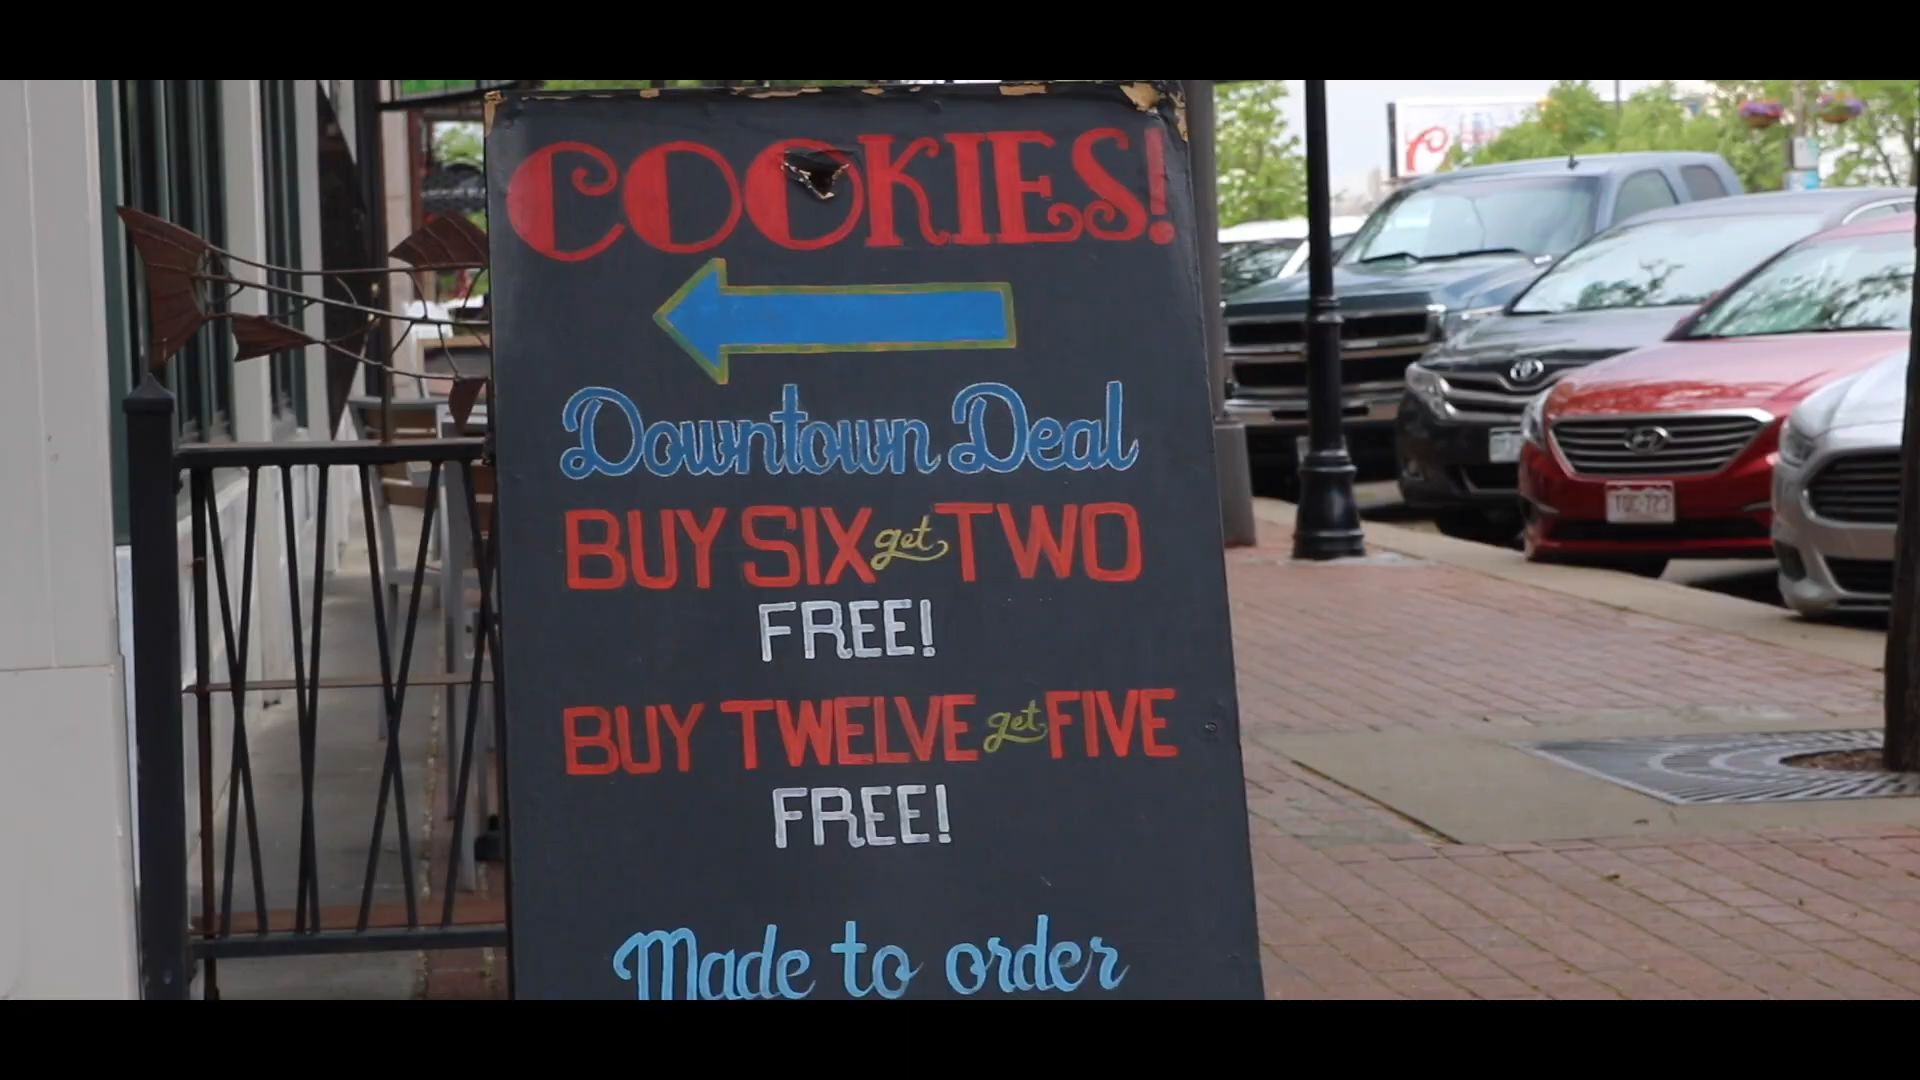 COOKIES!
Downtown Deal
BUY SIX get TWO
FREE!
BUY TWELVE get FIVE
FREE!
Made to order